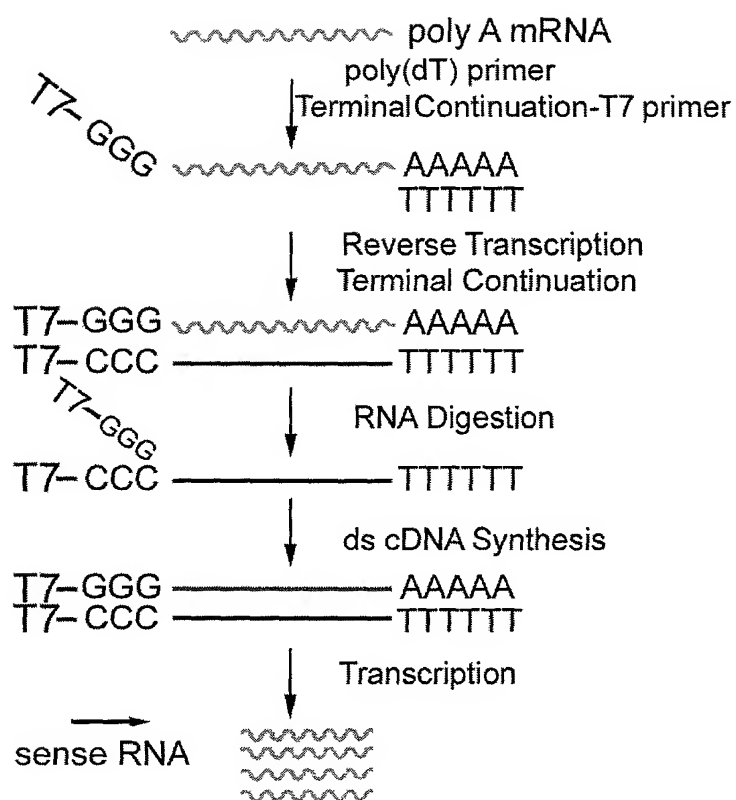 poly A mRNA
poly(dT) primer
Terminal Continuation-T7 primer
T7-GGG
AAAAA
TTTTTT
Reverse Transcription
Terminal Continuation
T7-GGG AAAAA
T7-CCC TTTTTT
T7-GGG
RNA Digestion
T7-CCC TTTTTT
ds cDNA Synthesis
T7-GGG AAAAA
T7-CCC TTTTTT
Transcription
sense RNA